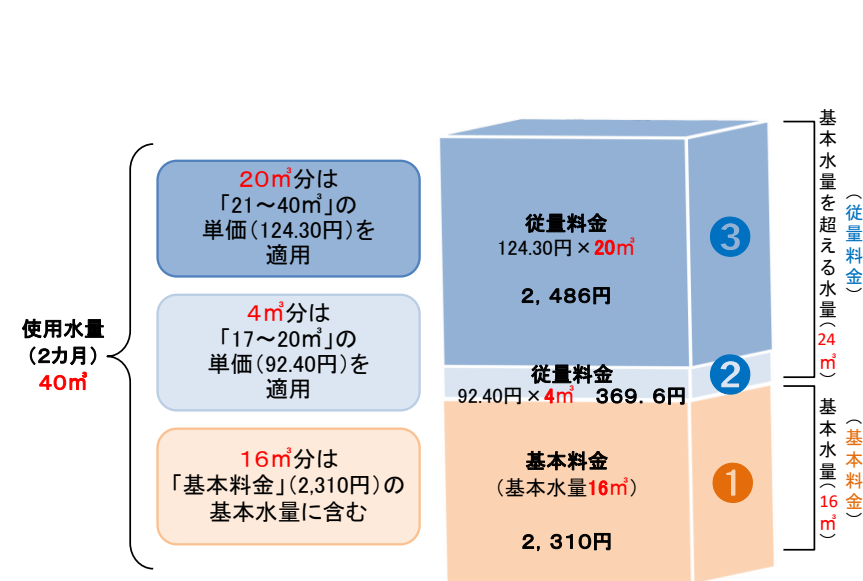 使用水量
（2カ月）
40㎥
20㎥分は
「21～40㎥」の
単価（124.30円）を
適用
4㎥分は
「17～20㎥」の
単価（92.40円）を
適用
16㎥分は
「基本料金」（2,310円）の
基本水量に含む
従量料金
124.30円×20㎥
2，486円
❸
従量料金
92.40円×4㎥　369．6円
❷
基本料金
（基本水量16㎥）
2，310円
❶
基本水量を超える水量（24㎥）
（従量料金）
基本水量（16㎥）
（基本料金）